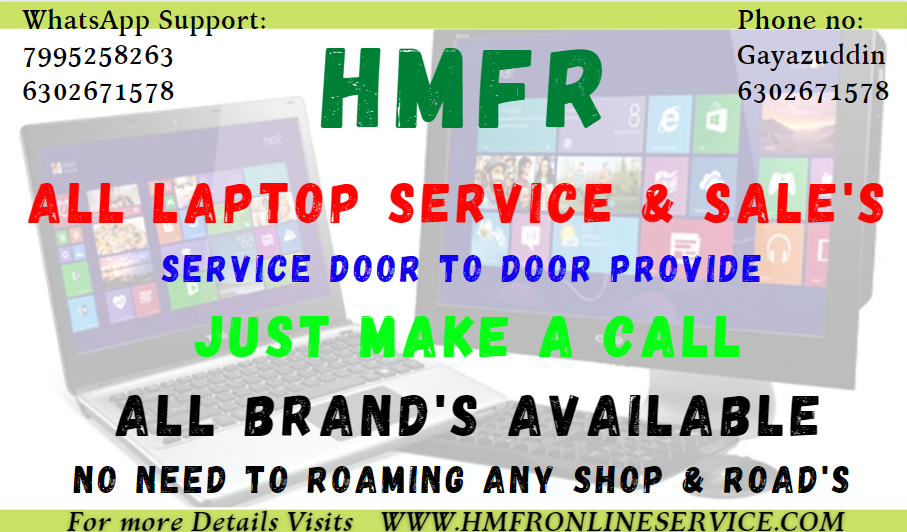 WhatsApp Support:
7995258263
6302671578
Phone no:
Gayazuddin
6302671578
HMFR
ALL LAPTOP SERVICE & SALE'S
SERVICE DOOR TO DOOR PROVIDE
JUST MAKE A CALL
ALL BRAND'S AVAILABLE
NO NEED TO ROAMING ANY SHOP & ROAD'S
For more Details Visits WWW.HMFRONLINESERVICE.COM